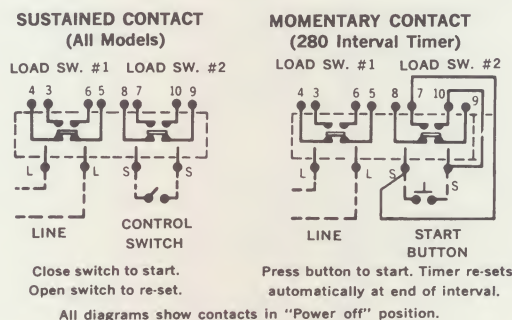 SUSTAINED CONTACT
(All Models)
LOAD SW. #1 LOAD SW. #2
4 3 6 5 8 7 10 9
L L S S
LINE
CONTROL
SWITCH
Close switch to start.
Open switch to re-set.
MOMENTARY CONTACT
(280 Interval Timer)
LOAD SW. #1 LOAD SW. #2
4 3 6 5 8 7 10 9
L L S S
LINE
START
BUTTON
Press button to start. Timer re-sets
automatically at end of interval.
All diagrams show contacts in "Power off" position.